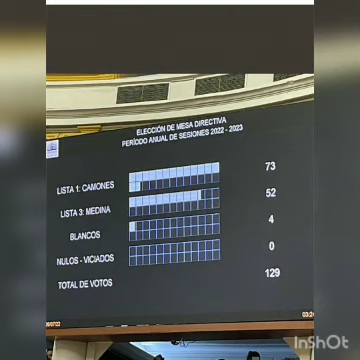 ELECCIÓN DE MESA DIRECTIVA
PERÍODO ANUAL DE SESIONES 2022 - 2023
LISTA 1: CAMONES 73
LISTA 3: MEDINA 52
BLANCOS 4
NULOS - VICIADOS 0
TOTAL DE VOTOS 129
InShOt